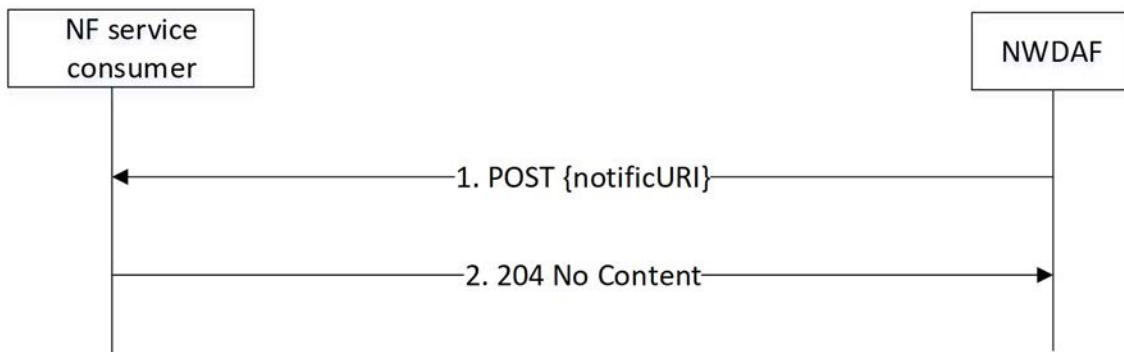 NF service
consumer
NWDAF
1. POST {notificURI}
2. 204 No Content